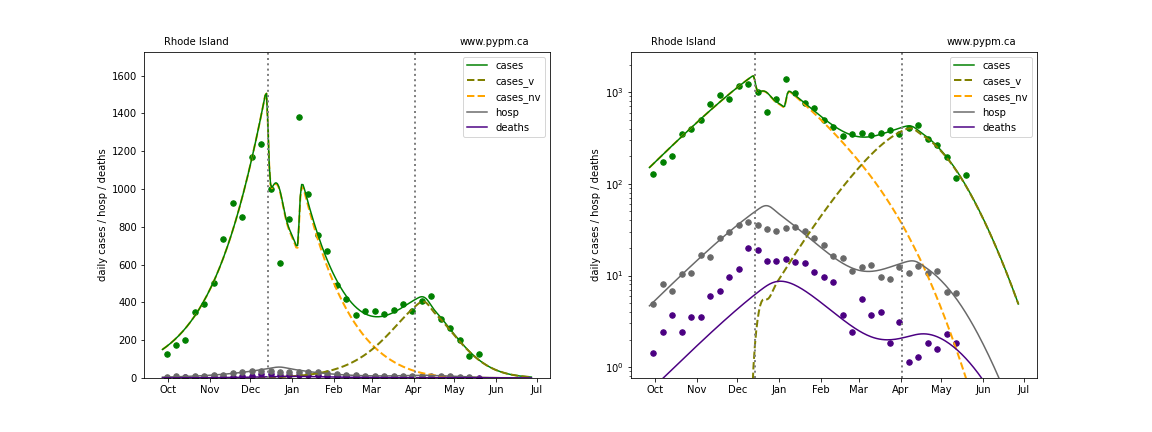 Rhode Island
www.pypm.ca
cases
cases_v
cases_nv
hosp
deaths
daily cases / hosp / deaths
1600
1400
1200
1000
800
600
400
200
0
Oct Nov Dec Jan Feb Mar Apr May Jun Jul
Rhode Island
www.pypm.ca
cases
cases_v
cases_nv
hosp
deaths
daily cases / hosp / deaths
10³
10²
10¹
10⁰
Oct Nov Dec Jan Feb Mar Apr May Jun Jul